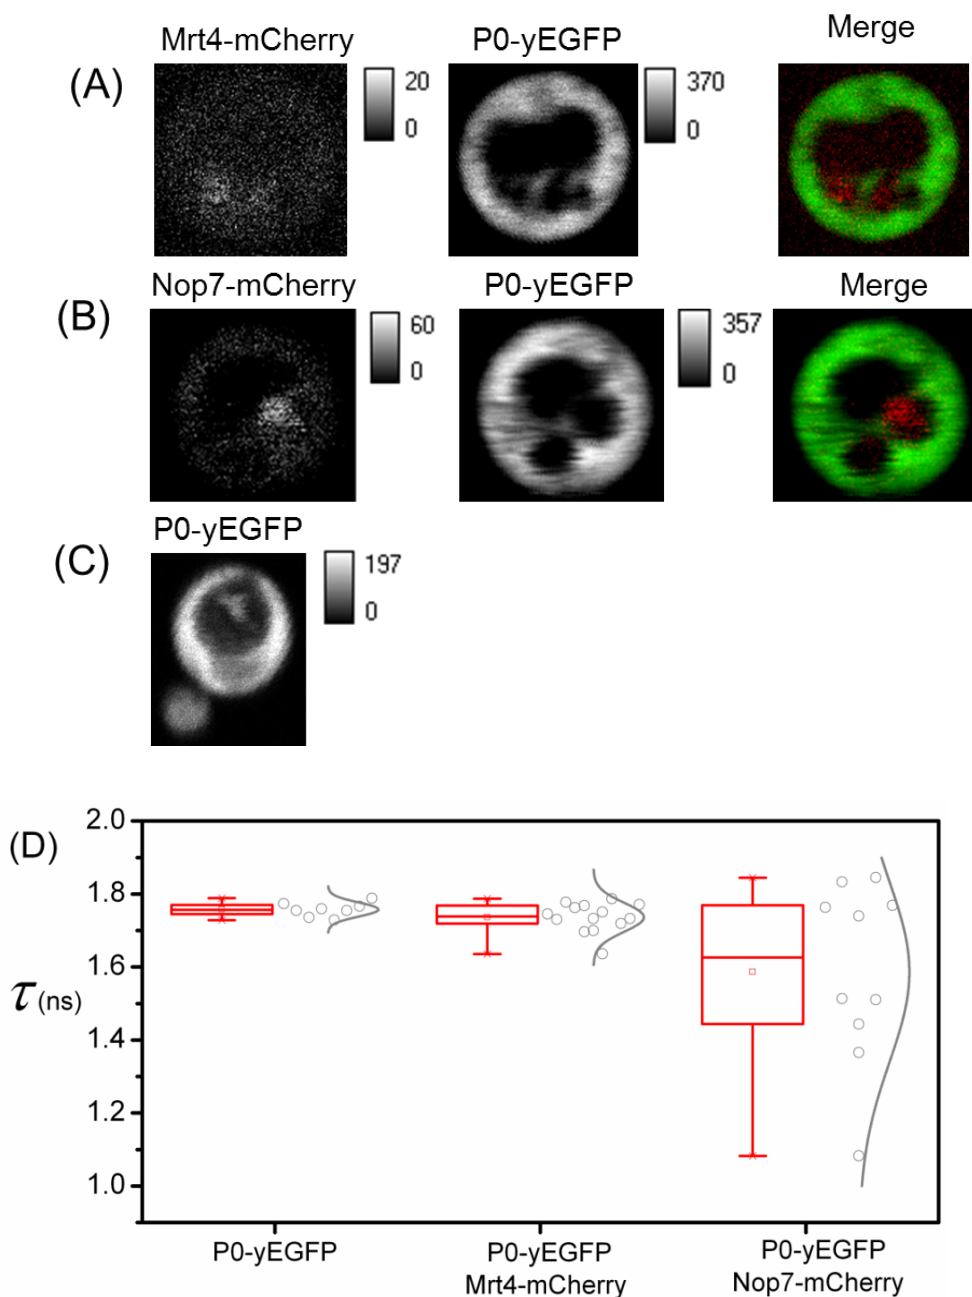 Mrt4-mCherry P0-yEGFP Merge
(A) 20 0 370 0
Nop7-mCherry P0-yEGFP Merge
(B) 60 0 357 0
P0-yEGFP
(C) 197 0
(D) 2.0
1.8
1.6
τ(ns)
1.4
1.2
1.0
P0-yEGFP P0-yEGFP P0-yEGFP
Mrt4-mCherry Nop7-mCherry